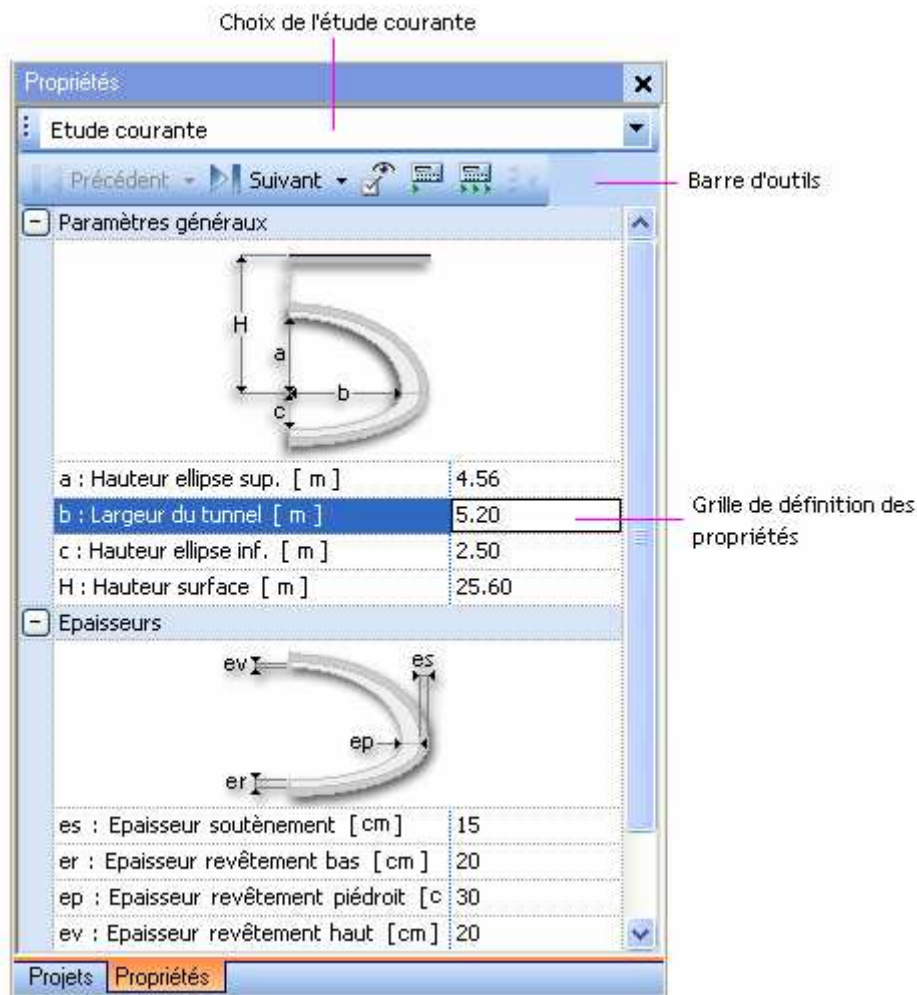 Choix de l'étude courante
Propriétés
Etude courante
Précédent Suivant
Barre d'outils
Paramètres généraux
H
a
b
c
a : Hauteur ellipse sup. [ m ] 4.56
b : Largeur du tunnel [ m ] 5.20
Grille de définition des
propriétés
c : Hauteur ellipse inf. [ m ] 2.50
H : Hauteur surface [ m ] 25.60
Epaisseurs
ev
es
ep
er
es : Epaisseur soutènement [cm] 15
er : Epaisseur revêtement bas [cm] 20
ep : Epaisseur revêtement piédroit [c 30
ev : Epaisseur revêtement haut [cm] 20
Projets Propriétés